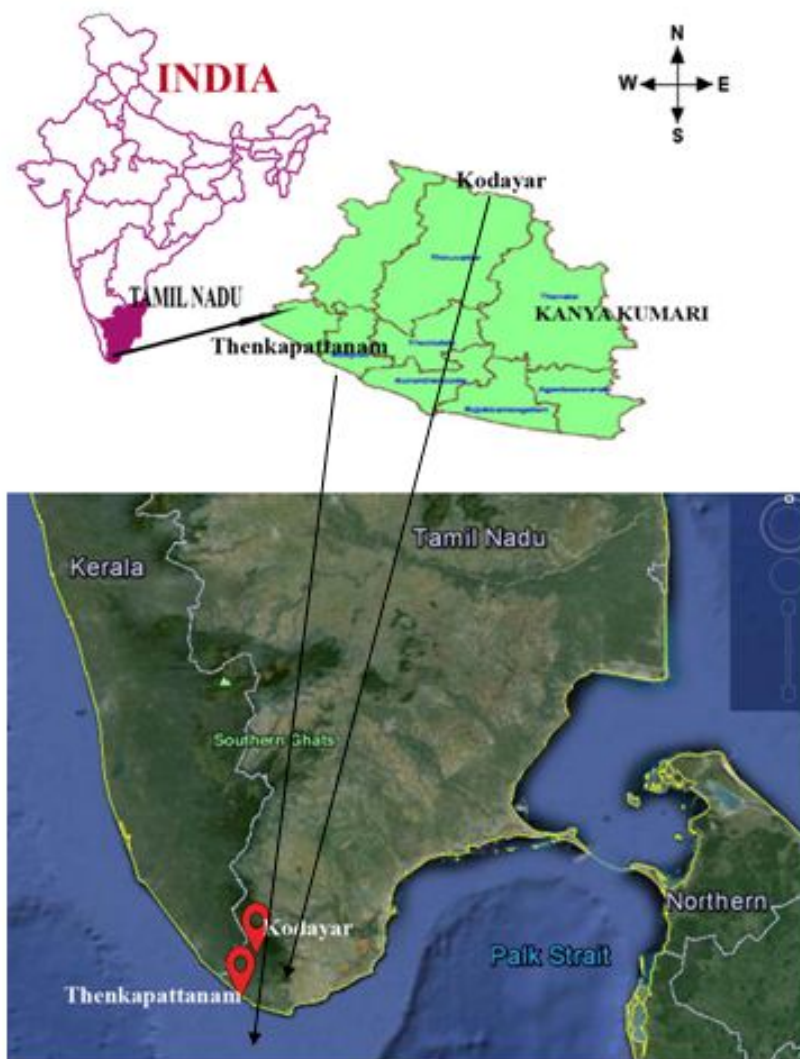 INDIA
N
W E
S
Kodayar
TAMIL NADU
KANYA KUMARI
Thenkapattanam
Tamil Nadu
Kerala
Southern Ghats
Kodayar
Northern
Palk Strait
Thenkapattanam